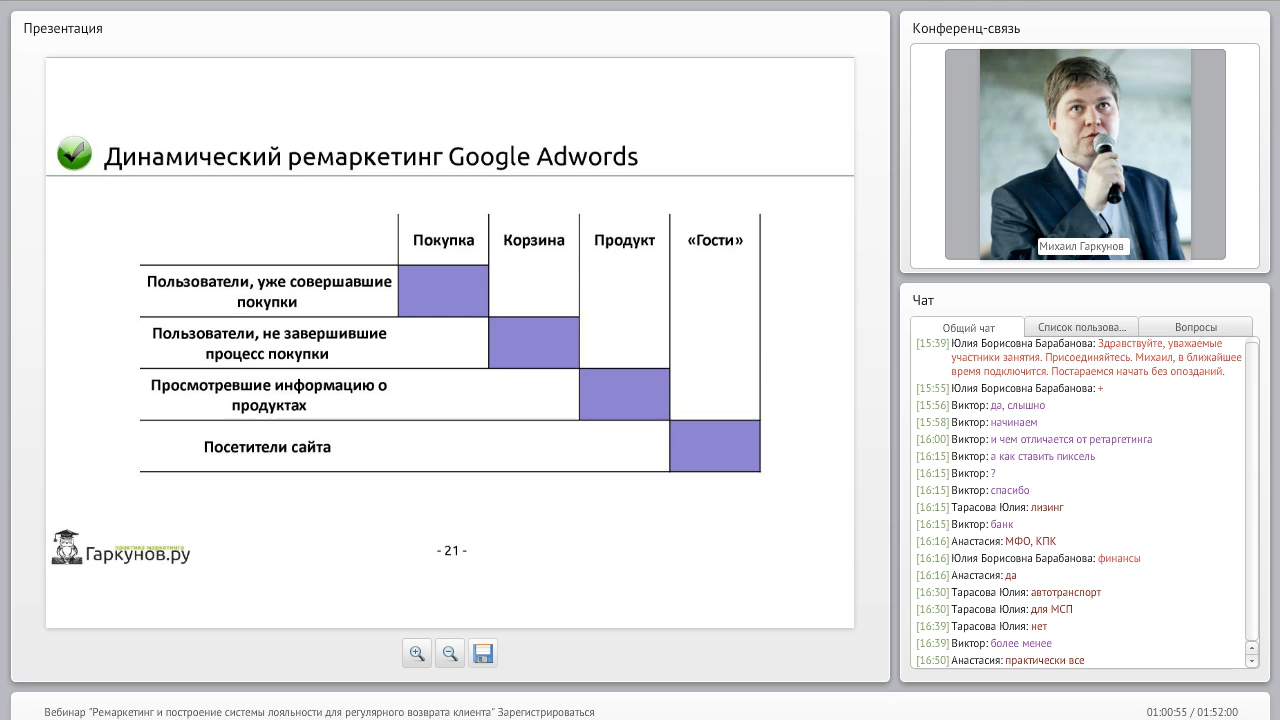 Презентация
Динамический ремаркетинг Google Adwords
Покупка Корзина Продукт «Гости»
Пользователи, уже совершавшие
покупки
Пользователи, не завершившие
процесс покупки
Просмотревшие информацию о
продуктах
Посетители сайта
практика маркетинга
Гаркунов.ру
- 21 -
Конференц-связь
Михаил Гаркунов
Чат
Общий чат Список пользова... Вопросы
[15:39] Юлия Борисовна Барабанова: Здравствуйте, уважаемые
участники занятия. Присоединяйтесь. Михаил, в ближайшее
время подключится. Постараемся начать без опозданий.
[15:55] Юлия Борисовна Барабанова: +
[15:56] Виктор: да, слышно
[15:58] Виктор: начинаем
[16:00] Виктор: и чем отличается от ретаргетинга
[16:15] Виктор: а как ставить пиксель
[16:15] Виктор: ?
[16:15] Виктор: спасибо
[16:15] Тарасова Юлия: лизинг
[16:15] Виктор: банк
[16:16] Анастасия: МФО, КПК
[16:16] Юлия Борисовна Барабанова: финансы
[16:16] Анастасия: да
[16:30] Тарасова Юлия: автотранспорт
[16:30] Тарасова Юлия: для МСП
[16:39] Тарасова Юлия: нет
[16:39] Виктор: более менее
[16:50] Анастасия: практически все
Вебинар "Ремаркетинг и построение системы лояльности для регулярного возврата клиента" Зарегистрироваться
01:00:55 / 01:52:00